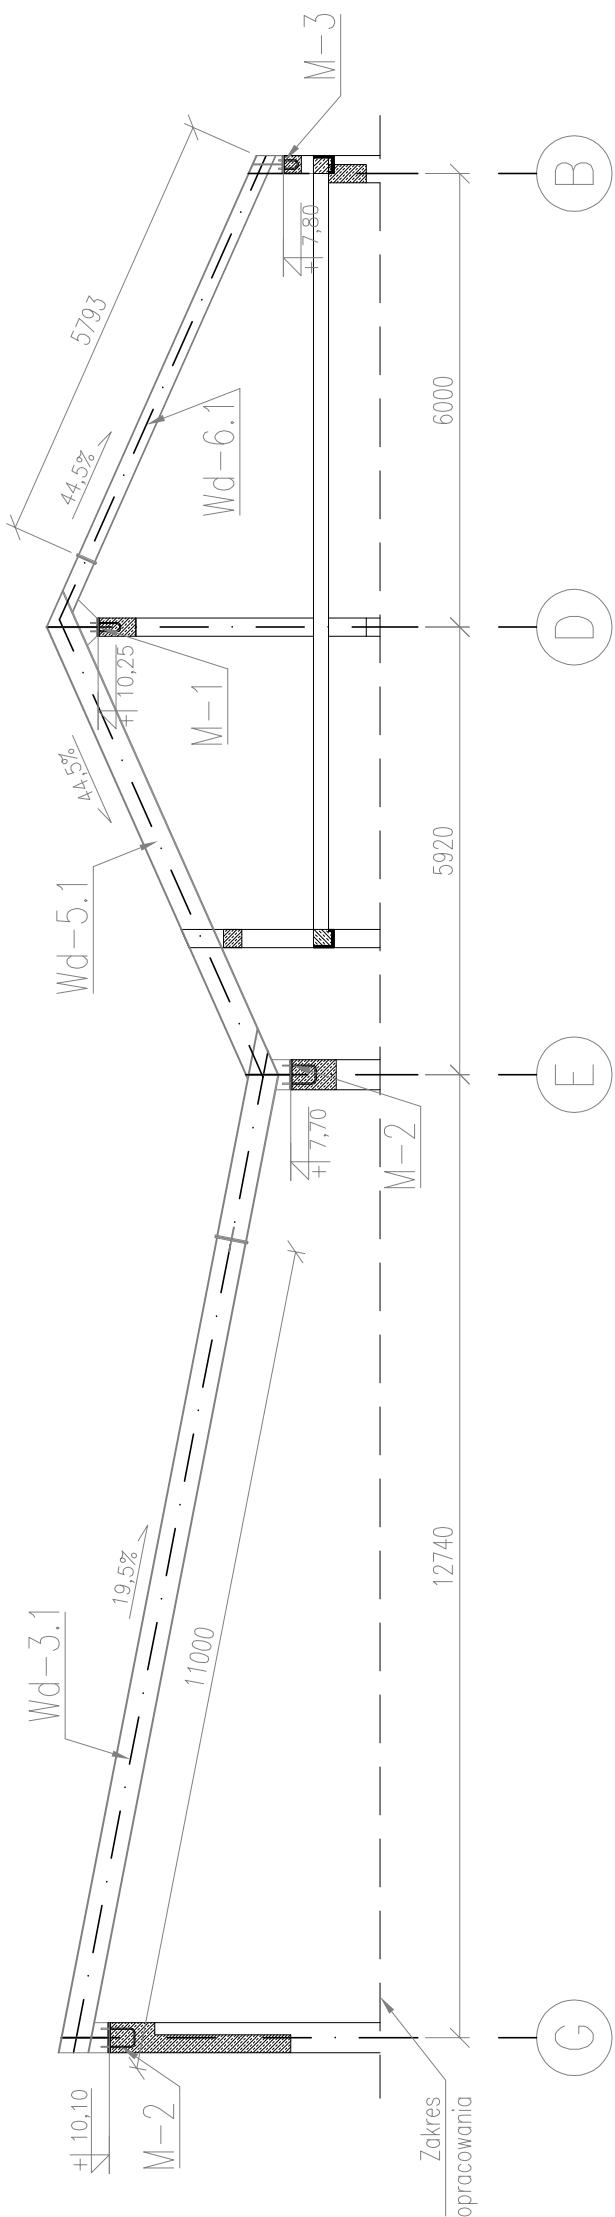 M-3
5793
44,5%
Wd-6.1
+7,80
6000
B
+10,25
M-1
44,5%
Wd-5.1
D
5920
+7,70
M-2
E
19,5%
Wd-3.1
11000
12740
+10,10
M-2
Zakres
opracowania
G